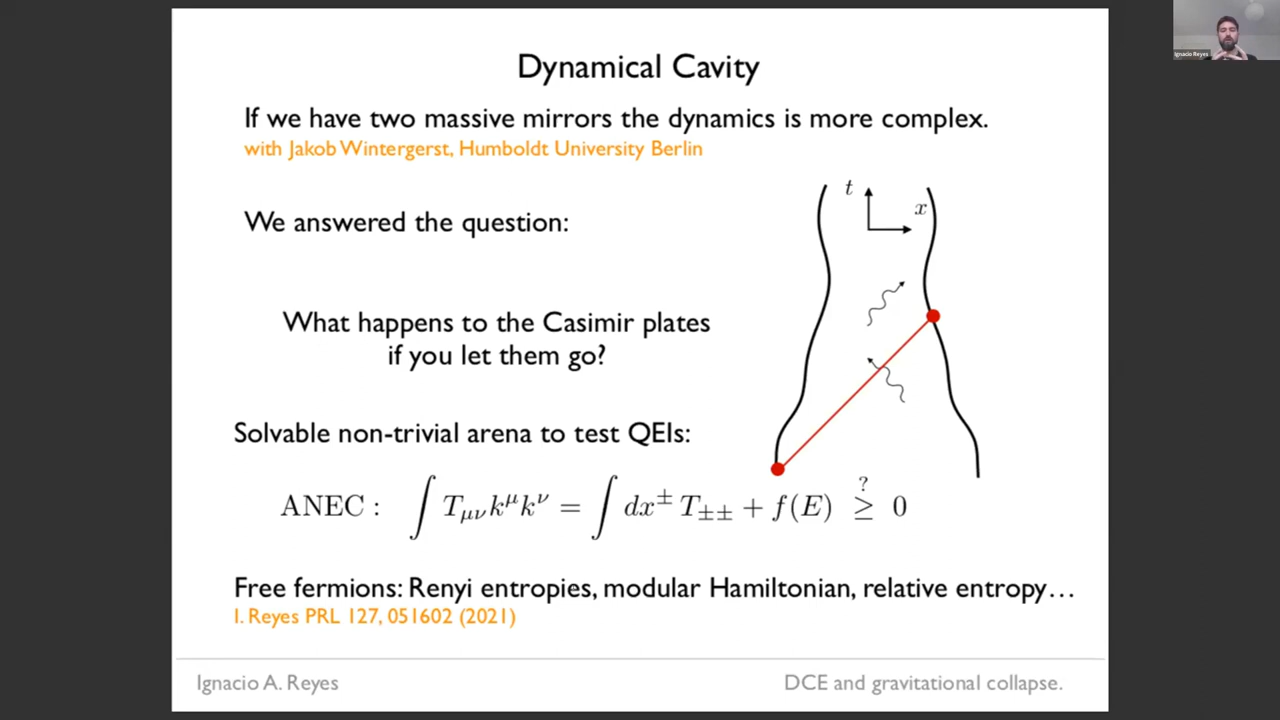 Dynamical Cavity
If we have two massive mirrors the dynamics is more complex.
with Jakob Wintergerst, Humboldt University Berlin
We answered the question:
t
x
What happens to the Casimir plates
if you let them go?
Solvable non-trivial arena to test QEIs:
ANEC : ∫ T_{μν} k^μ k^ν = ∫ dx^± T_{±±} + f(E) ≥^? 0
Free fermions: Renyi entropies, modular Hamiltonian, relative entropy…
I. Reyes PRL 127, 051602 (2021)
Ignacio A. Reyes
DCE and gravitational collapse.
Ignacio Reyes